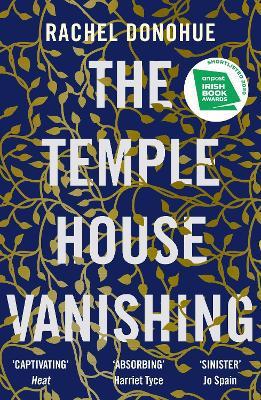 RACHEL DONOHUE
THE
TEMPLE
HOUSE
VANISHING
SHORTLISTED 2020
anpost
IRISH
BOOK
AWARDS
'CAPTIVATING' 'ABSORBING' 'SINISTER'
Heat Harriet Tyce Jo Spain